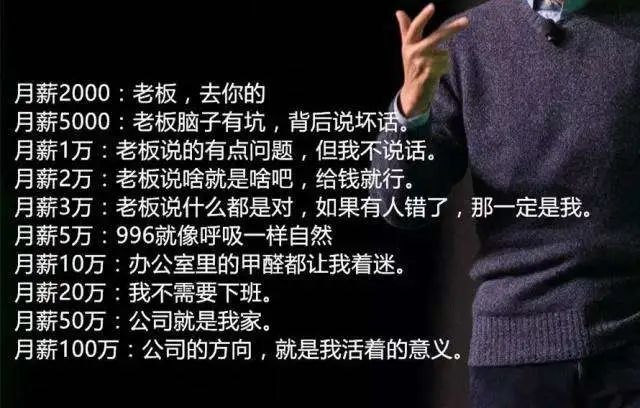 月薪2000：老板，去你的
月薪5000：老板脑子有坑，背后说坏话。
月薪1万：老板说的有点问题，但我不说话。
月薪2万：老板说啥就是啥吧，给钱就行。
月薪3万：老板说什么都是对，如果有人错了，那一定是我。
月薪5万：996就像呼吸一样自然
月薪10万：办公室里的甲醛都让我着迷。
月薪20万：我不需要下班。
月薪50万：公司就是我家。
月薪100万：公司的方向，就是我活着的意义。